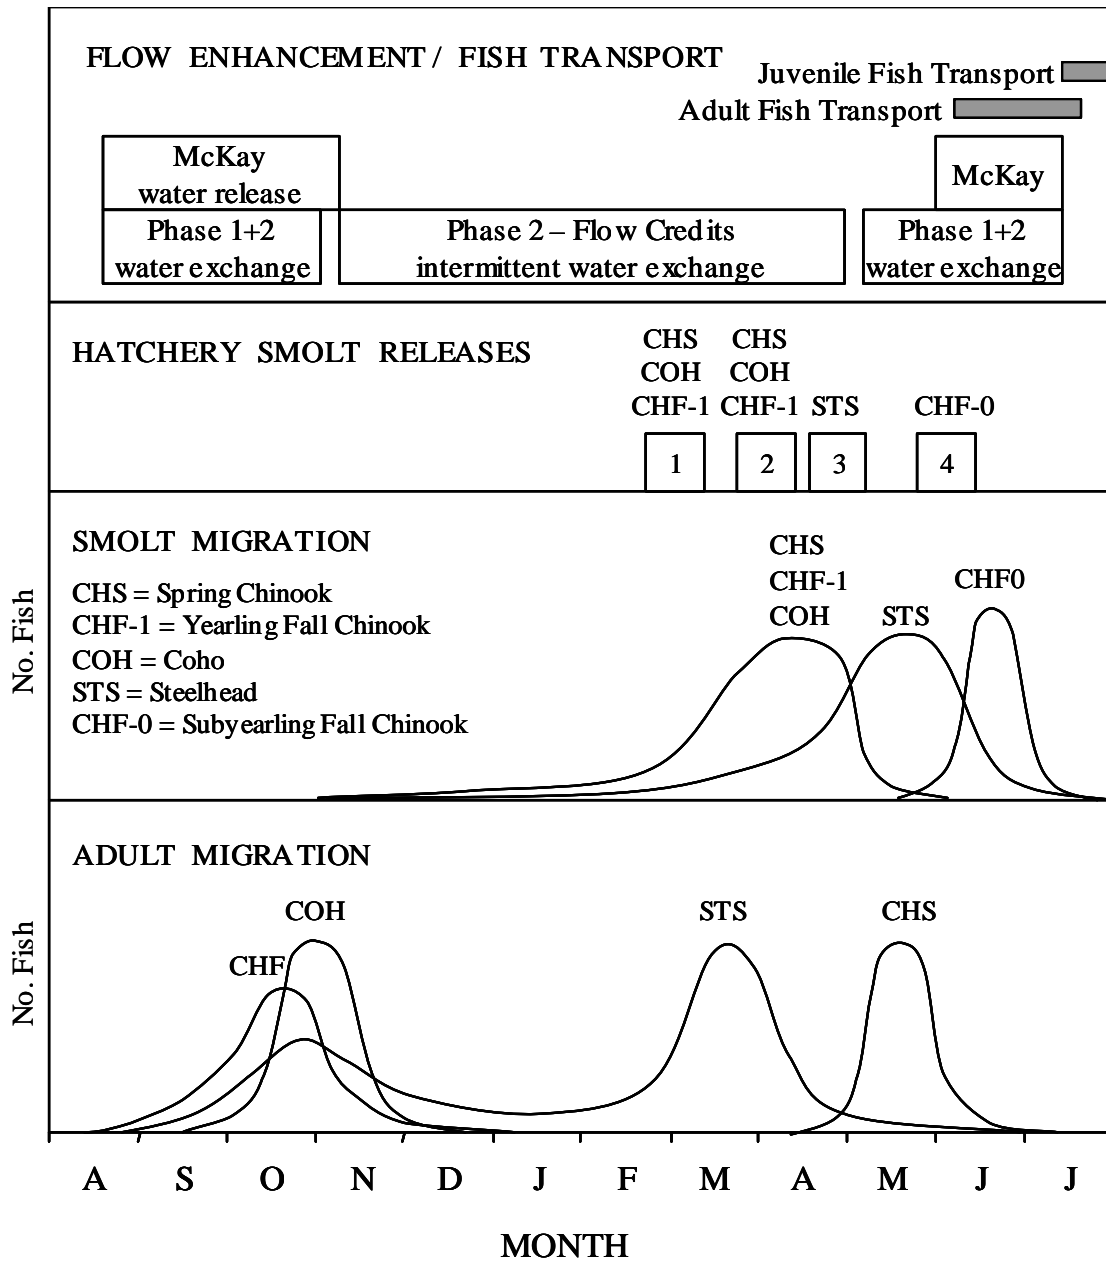 FLOW ENHANCEMENT / FISH TRANSPORT
Juvenile Fish Transport
Adult Fish Transport
McKay
water release
McKay
Phase 1+2
water exchange
Phase 2 – Flow Credits
intermittent water exchange
Phase 1+2
water exchange
HATCHERY SMOLT RELEASES
CHS
COH
CHF-1
CHS
COH
CHF-1
STS
CHF-0
1
2
3
4
SMOLT MIGRATION
CHS = Spring Chinook
CHF-1 = Yearling Fall Chinook
COH = Coho
STS = Steelhead
CHF-0 = Subyearling Fall Chinook
CHS
CHF-1
COH
STS
CHF0
No. Fish
ADULT MIGRATION
COH
CHF
STS
CHS
No. Fish
A S O N D J F M A M J J
MONTH